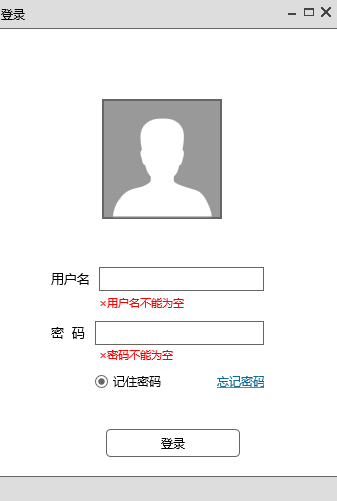 登录
用户名
×用户名不能为空
密 码
×密码不能为空
记住密码 忘记密码
登录